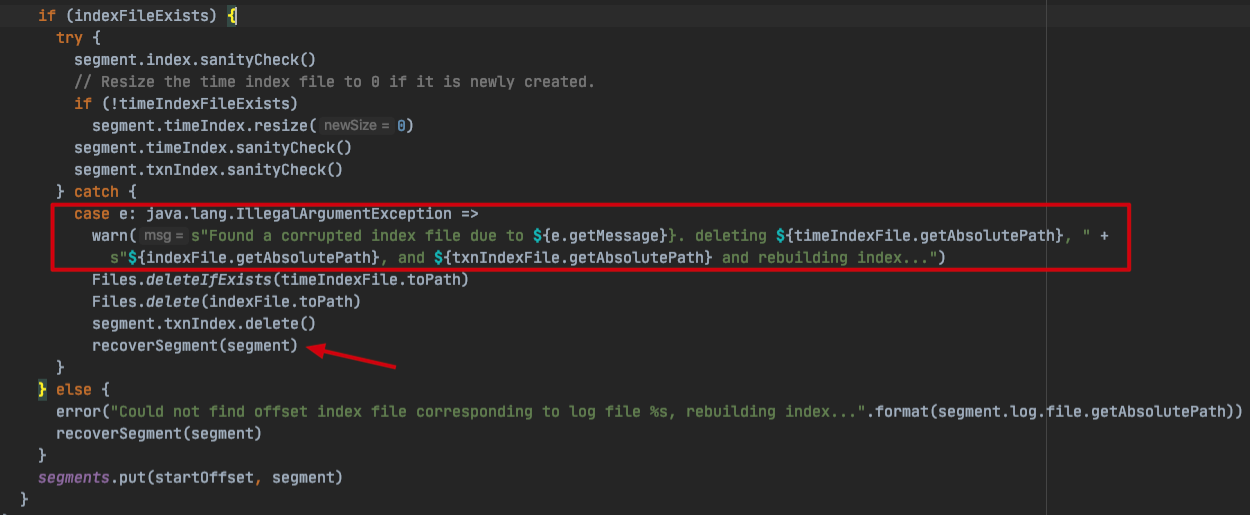 if (indexFileExists) {
try {
segment.index.sanityCheck()
// Resize the time index file to 0 if it is newly created.
if (!timeIndexFileExists)
segment.timeIndex.resize( newSize = 0)
segment.timeIndex.sanityCheck()
segment.txnIndex.sanityCheck()
} catch {
case e: java.lang.IllegalArgumentException =>
warn( msg = s"Found a corrupted index file due to ${e.getMessage}}. deleting ${timeIndexFile.getAbsolutePath}, " +
s"${indexFile.getAbsolutePath}, and ${txnIndexFile.getAbsolutePath} and rebuilding index...")
Files.deleteIfExists(timeIndexFile.toPath)
Files.delete(indexFile.toPath)
segment.txnIndex.delete()
recoverSegment(segment)
}
} else {
error("Could not find offset index file corresponding to log file %s, rebuilding index...".format(segment.log.file.getAbsolutePath))
recoverSegment(segment)
}
segments.put(startOffset, segment)
}